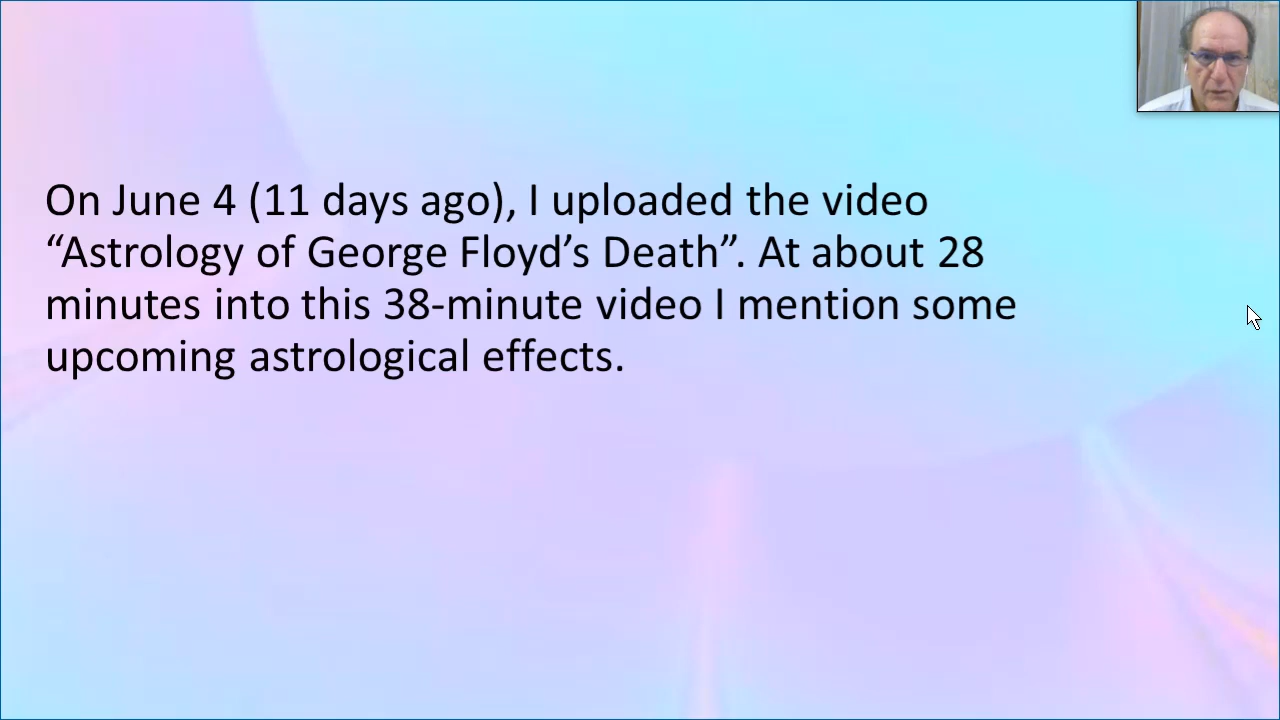 On June 4 (11 days ago), I uploaded the video
“Astrology of George Floyd’s Death”. At about 28
minutes into this 38-minute video I mention some
upcoming astrological effects.